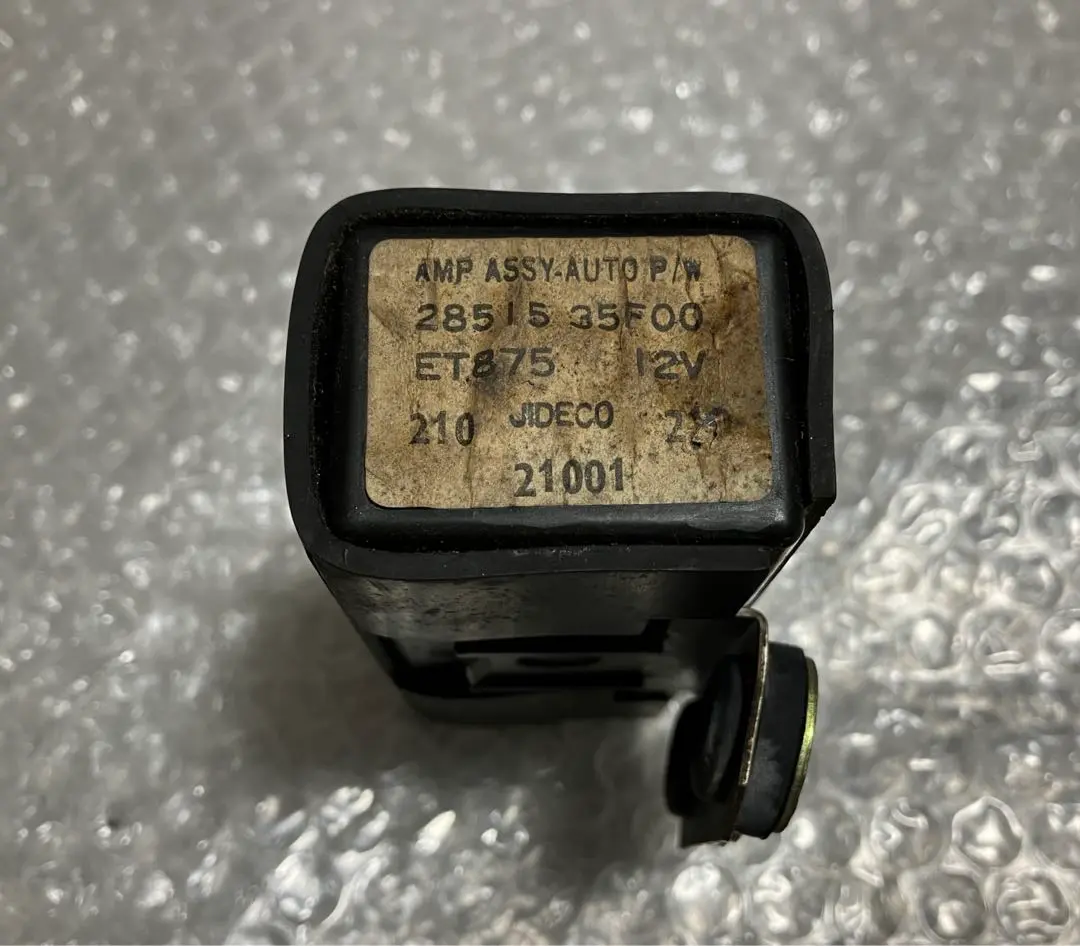 AMP ASSY-AUTO P/W
28515 35F00
ET875 12V
JIDECO
210
21001